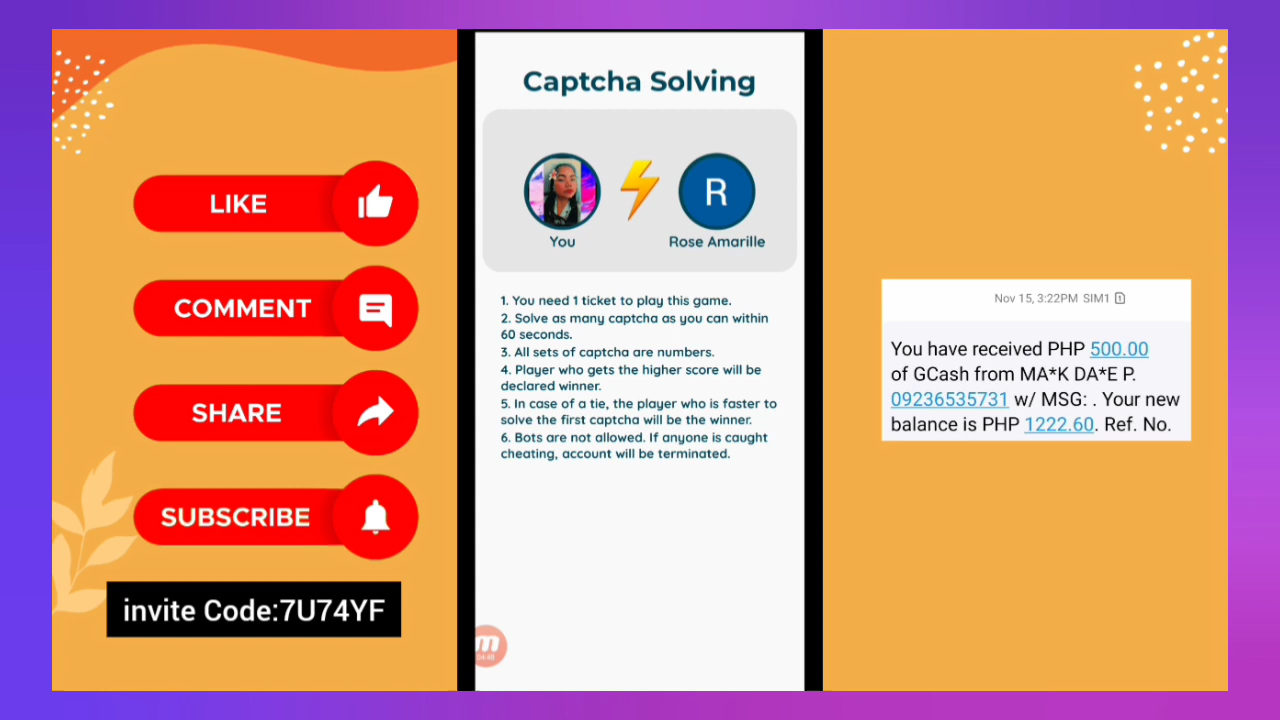 LIKE
COMMENT
SHARE
SUBSCRIBE
invite Code:7U74YF
Captcha Solving
R
You
Rose Amarille
1. You need 1 ticket to play this game.
2. Solve as many captcha as you can within
60 seconds.
3. All sets of captcha are numbers.
4. Player who gets the higher score will be
declared winner.
5. In case of a tie, the player who is faster to
solve the first captcha will be the winner.
6. Bots are not allowed. If anyone is caught
cheating, account will be terminated.
m
04:48
Nov 15, 3:22PM SIM1 1
You have received PHP 500.00
of GCash from MA*K DA*E P.
09236535731 w/ MSG: . Your new
balance is PHP 1222.60. Ref. No.